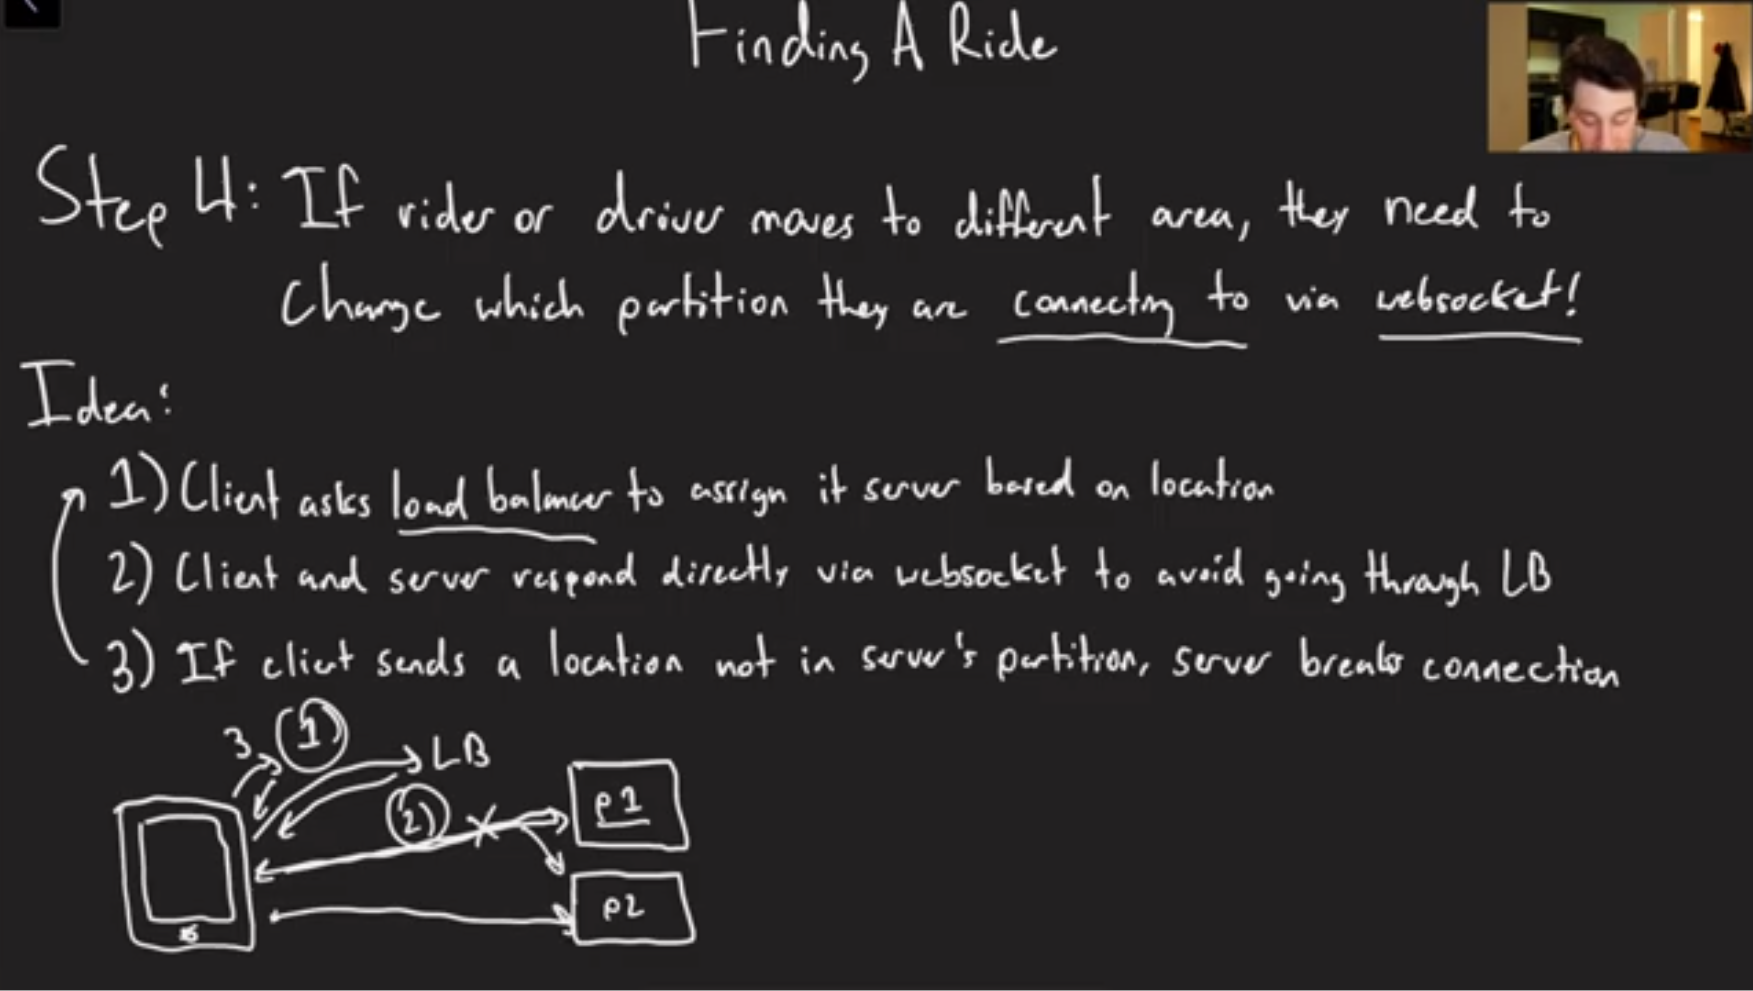 Finding A Ride
Step 4: If rider or driver moves to different area, they need to
change which partition they are connecting to via websocket!
Idea:
1) Client asks load balancer to assign it server based on location
2) Client and server respond directly via websocket to avoid going through LB
3) If client sends a location not in server's partition, server breaks connection
3 1 LB
2 P1
P2